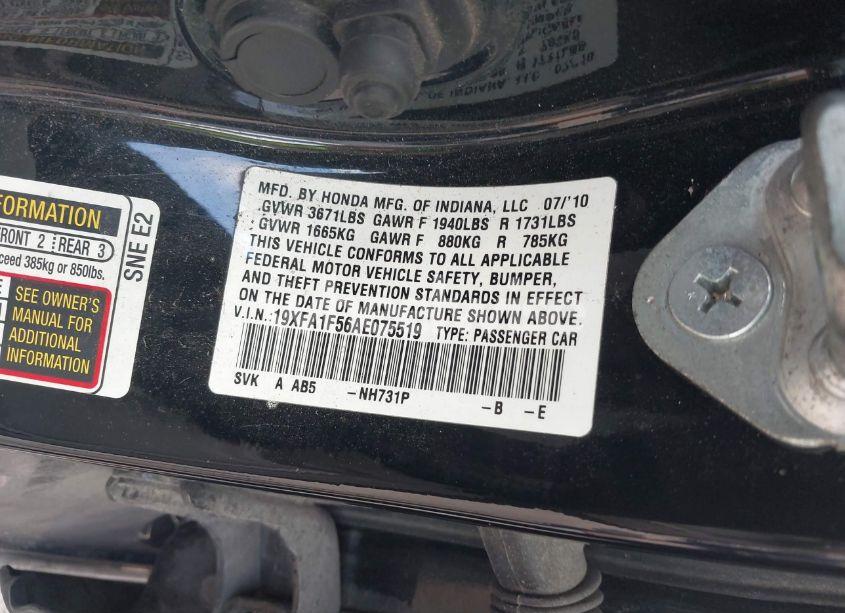 FORMATION
FRONT 2 REAR 3
ceed 385kg or 850lbs.
SEE OWNER'S
MANUAL FOR
ADDITIONAL
INFORMATION
SNE E2
MFD. BY HONDA MFG. OF INDIANA, LLC 07/'10
GVWR 3671LBS GAWR F 1940LBS R 1731LBS
GVWR 1665KG GAWR F 880KG R 785KG
THIS VEHICLE CONFORMS TO ALL APPLICABLE
FEDERAL MOTOR VEHICLE SAFETY, BUMPER,
AND THEFT PREVENTION STANDARDS IN EFFECT
ON THE DATE OF MANUFACTURE SHOWN ABOVE.
V.I.N.:19XFA1F56AE075519 TYPE: PASSENGER CAR
SVK A AB5 -NH731P -B -E